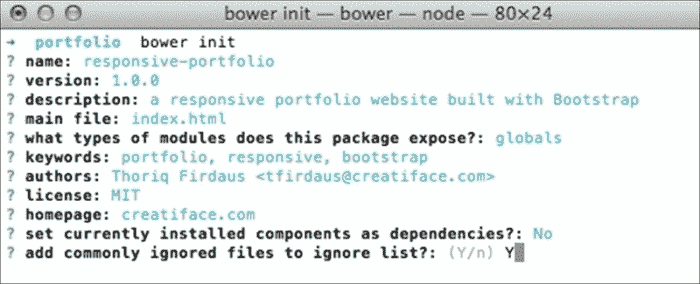 bower init — bower — node — 80×24
→ portfolio bower init
? name: responsive-portfolio
? version: 1.0.0
? description: a responsive portfolio website built with Bootstrap
? main file: index.html
? what types of modules does this package expose?: globals
? keywords: portfolio, responsive, bootstrap
? authors: Thoriq Firdaus <tfirdaus@creatiface.com>
? license: MIT
? homepage: creatiface.com
? set currently installed components as dependencies?: No
? add commonly ignored files to ignore list?: (Y/n) Y